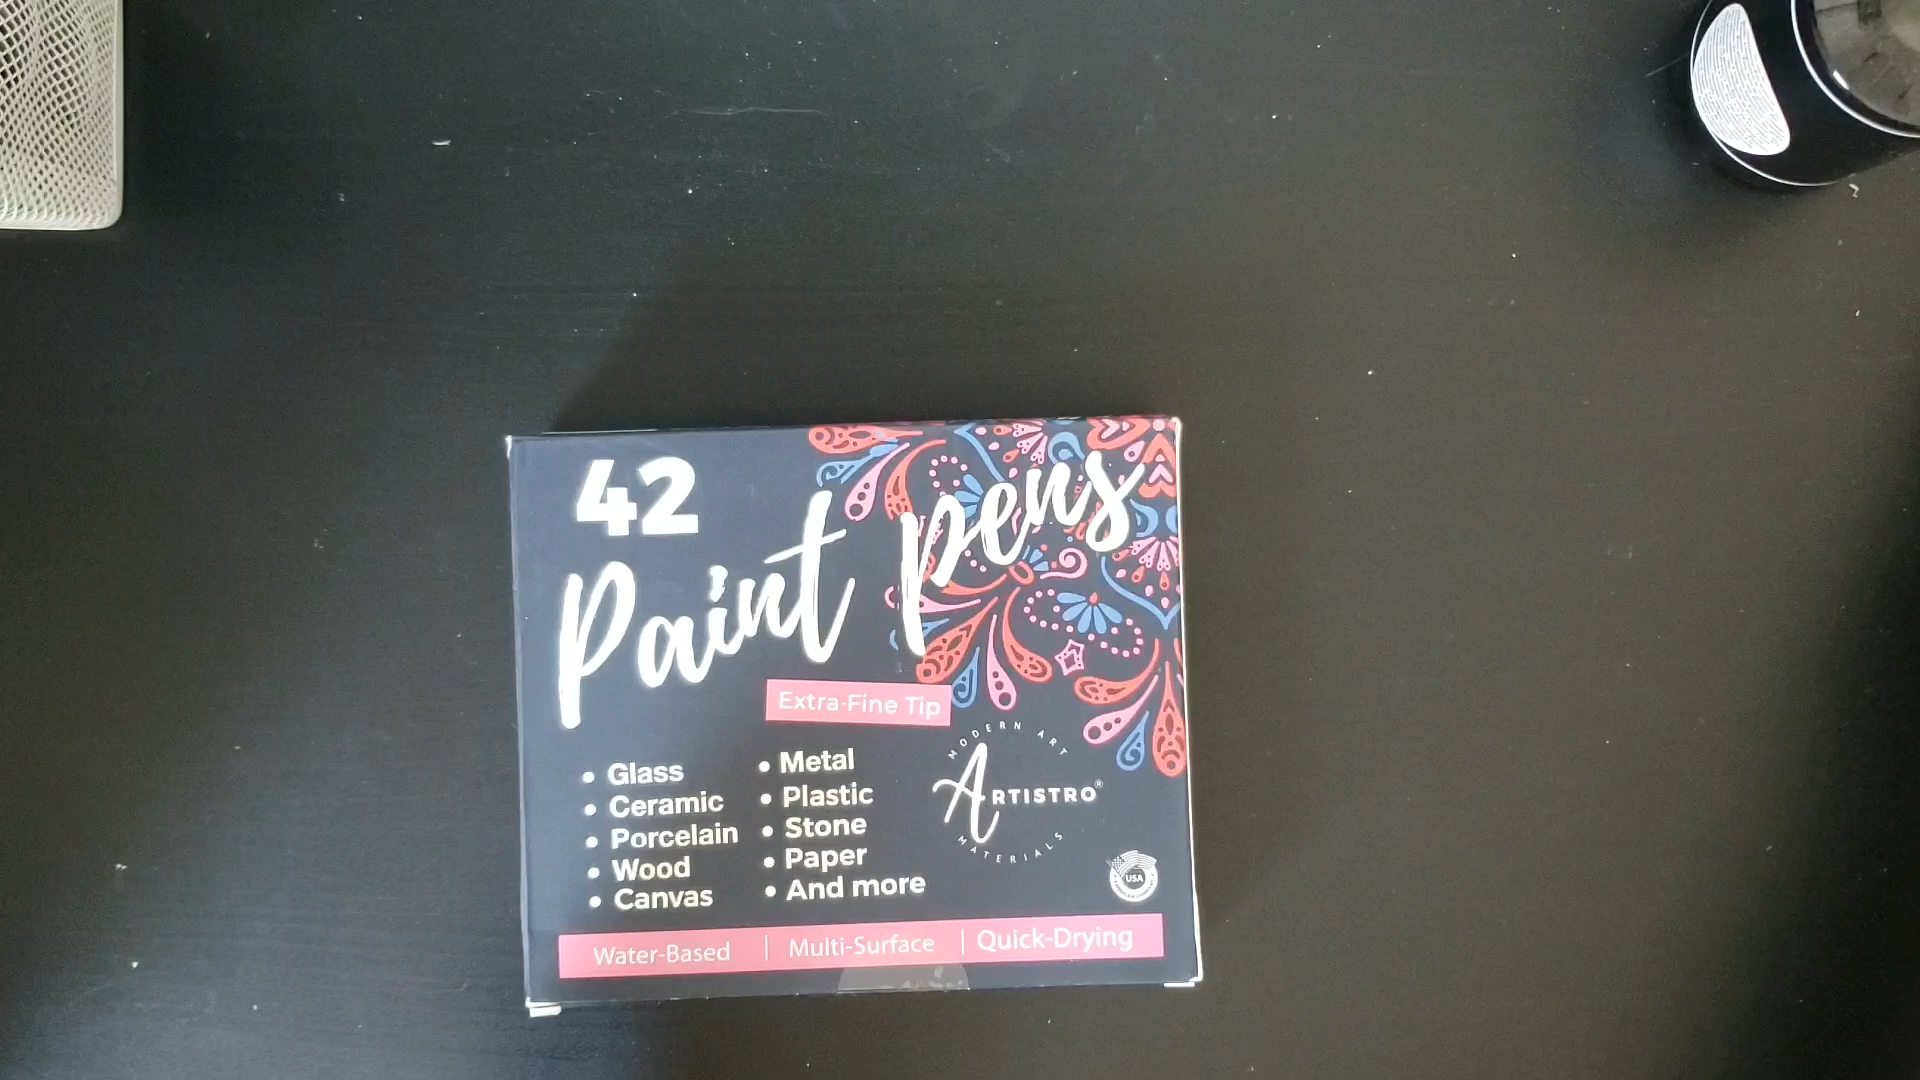 42
Paint Pens
Extra-Fine Tip
• Glass
• Ceramic
• Porcelain
• Wood
• Canvas
• Metal
• Plastic
• Stone
• Paper
• And more
MODERN ART
ARTISTRO®
MATERIALS
USA
Water-Based | Multi-Surface | Quick-Drying